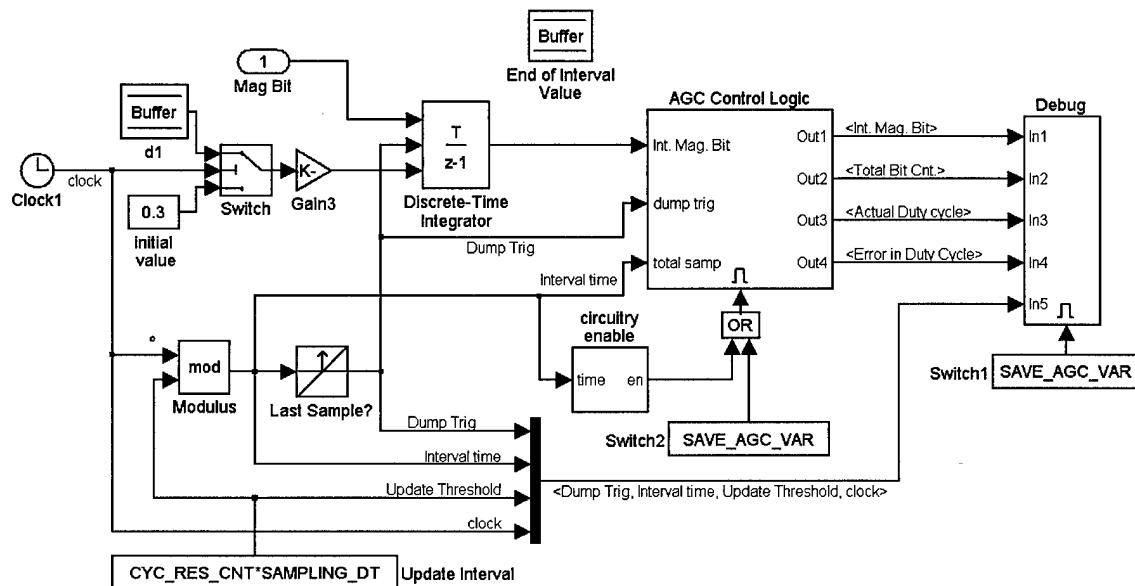 Buffer
End of Interval
Value
1
Mag Bit
Buffer
d1
clock
Clock1
0.3
initial
value
Switch
K-
Gain3
T
z-1
Discrete-Time
Integrator
Dump Trig
Interval time
AGC Control Logic
Int. Mag. Bit
dump trig
total samp
Out1
Out2
Out3
Out4
<Int. Mag. Bit>
<Total Bit Cnt.>
<Actual Duty cycle>
<Error in Duty Cycle>
Debug
In1
In2
In3
In4
In5
OR
circuitry
enable
time en
Switch2
SAVE_AGC_VAR
Switch1
SAVE_AGC_VAR
mod
Modulus
Last Sample?
Dump Trig
Interval time
Update Threshold
clock
<Dump Trig, Interval time, Update Threshold, clock>
CYC_RES_CNT*SAMPLING_DT
Update Interval